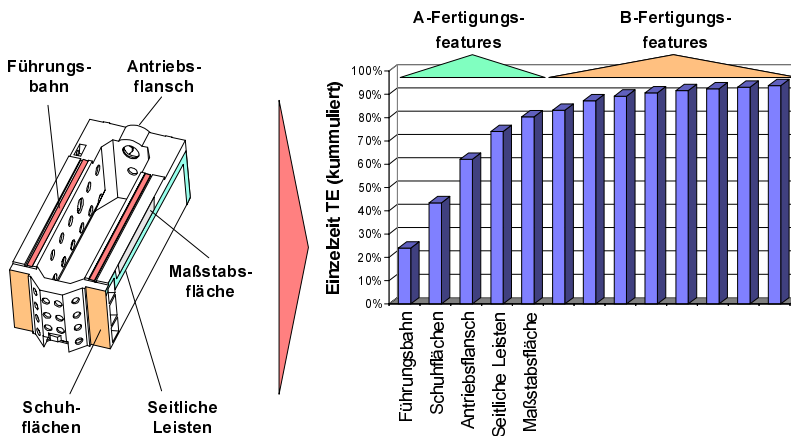 Führungs-
bahn
Antriebs-
flansch
Maßstabs-
fläche
Schuh-
flächen
Seitliche
Leisten
A-Fertigungs-
features
B-Fertigungs-
features
Einzelzeit TE (kummuliert)
100%
90%
80%
70%
60%
50%
40%
30%
20%
10%
0%
Führungsbahn
Schuhflächen
Antriebsflansch
Seitliche Leisten
Maßstabsfläche